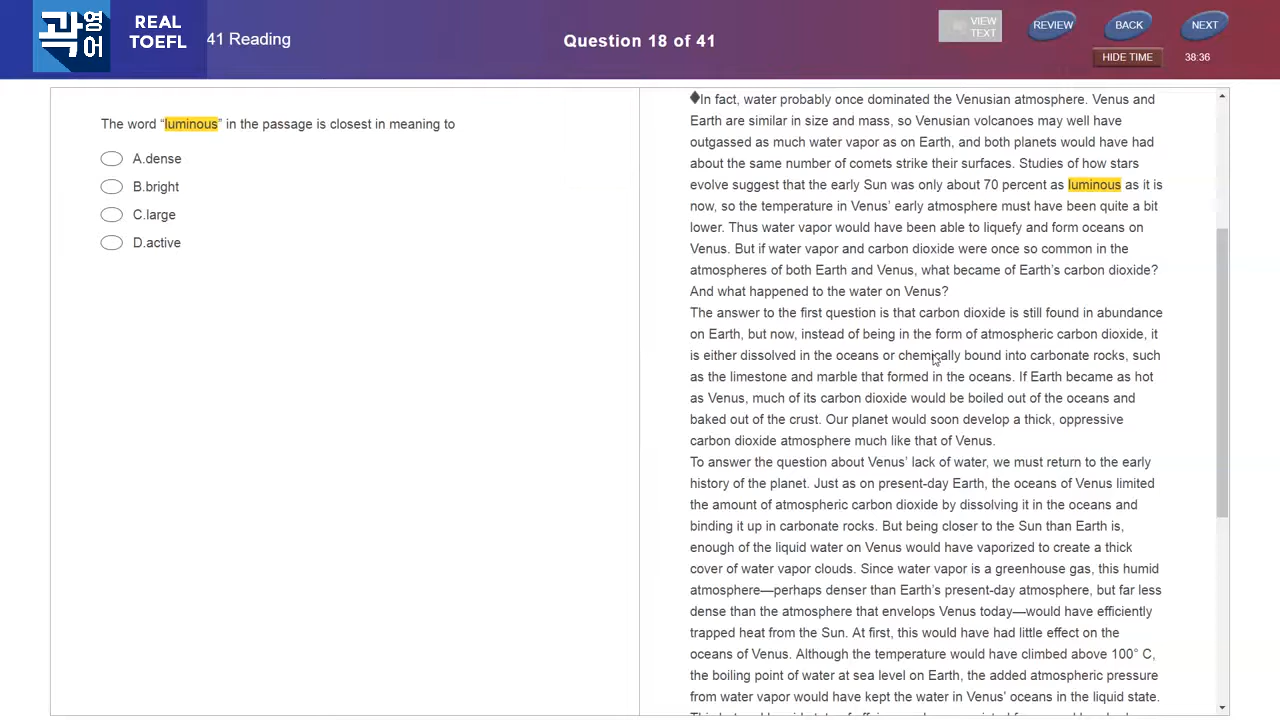 광영어
REAL
TOEFL
41 Reading
Question 18 of 41
VIEW
TEXT
REVIEW
BACK
NEXT
HIDE TIME
38:36
The word “luminous” in the passage is closest in meaning to
A.dense
B.bright
C.large
D.active
♦In fact, water probably once dominated the Venusian atmosphere. Venus and
Earth are similar in size and mass, so Venusian volcanoes may well have
outgassed as much water vapor as on Earth, and both planets would have had
about the same number of comets strike their surfaces. Studies of how stars
evolve suggest that the early Sun was only about 70 percent as luminous as it is
now, so the temperature in Venus’ early atmosphere must have been quite a bit
lower. Thus water vapor would have been able to liquefy and form oceans on
Venus. But if water vapor and carbon dioxide were once so common in the
atmospheres of both Earth and Venus, what became of Earth’s carbon dioxide?
And what happened to the water on Venus?
The answer to the first question is that carbon dioxide is still found in abundance
on Earth, but now, instead of being in the form of atmospheric carbon dioxide, it
is either dissolved in the oceans or chemically bound into carbonate rocks, such
as the limestone and marble that formed in the oceans. If Earth became as hot
as Venus, much of its carbon dioxide would be boiled out of the oceans and
baked out of the crust. Our planet would soon develop a thick, oppressive
carbon dioxide atmosphere much like that of Venus.
To answer the question about Venus’ lack of water, we must return to the early
history of the planet. Just as on present-day Earth, the oceans of Venus limited
the amount of atmospheric carbon dioxide by dissolving it in the oceans and
binding it up in carbonate rocks. But being closer to the Sun than Earth is,
enough of the liquid water on Venus would have vaporized to create a thick
cover of water vapor clouds. Since water vapor is a greenhouse gas, this humid
atmosphere—perhaps denser than Earth’s present-day atmosphere, but far less
dense than the atmosphere that envelops Venus today—would have efficiently
trapped heat from the Sun. At first, this would have had little effect on the
oceans of Venus. Although the temperature would have climbed above 100° C,
the boiling point of water at sea level on Earth, the added atmospheric pressure
from water vapor would have kept the water in Venus’ oceans in the liquid state.